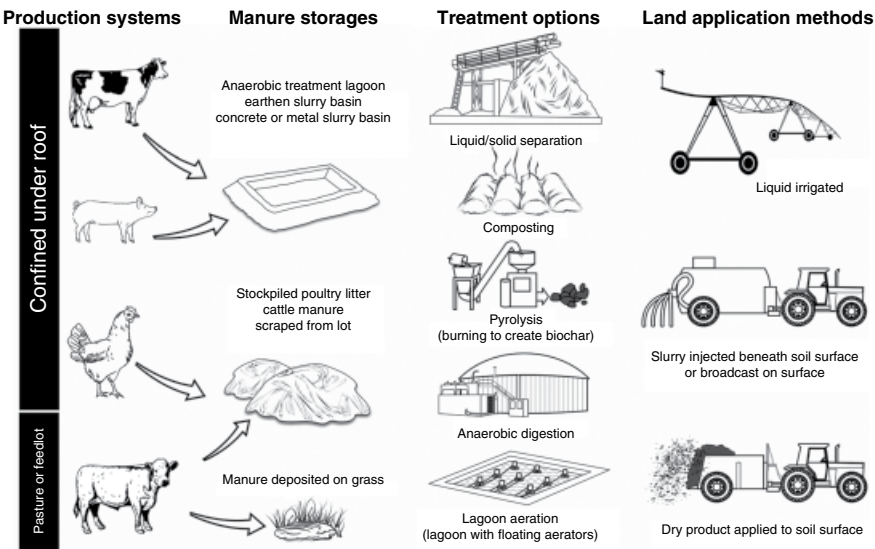 Production systems
Manure storages
Treatment options
Land application methods
Confined under roof
Pasture or feedlot
Anaerobic treatment lagoon
earthen slurry basin
concrete or metal slurry basin
Stockpiled poultry litter
cattle manure
scraped from lot
Manure deposited on grass
Liquid/solid separation
Composting
Pyrolysis
(burning to create biochar)
Anaerobic digestion
Lagoon aeration
(lagoon with floating aerators)
Liquid irrigated
Slurry injected beneath soil surface
or broadcast on surface
Dry product applied to soil surface